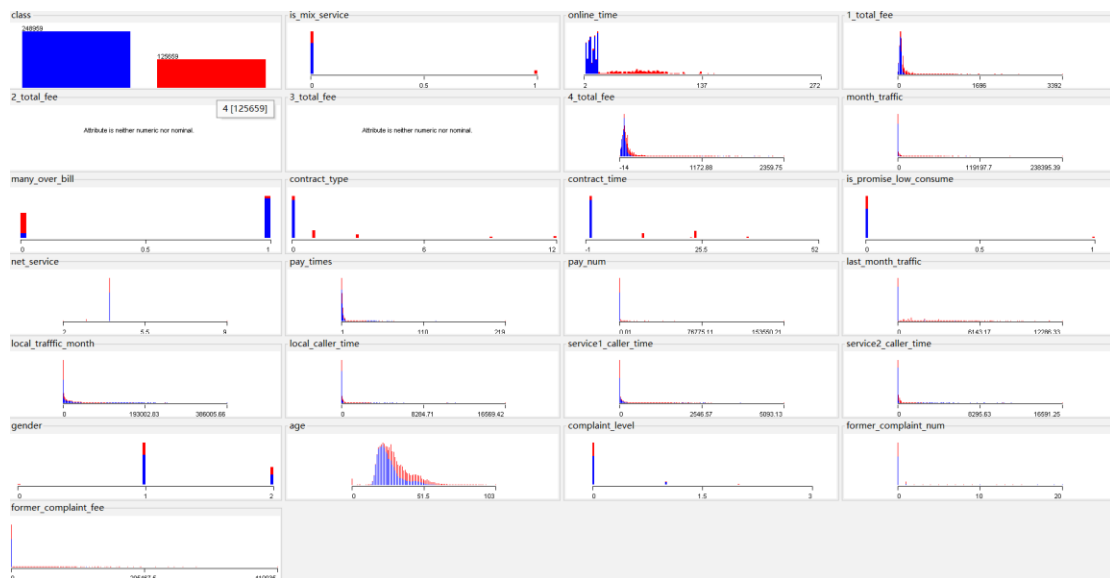 class
is_mix_service
online_time
1_total_fee
248959
125659
0
0.5
1
2
137
272
0
1696
3392
2_total_fee
4 [125659]
3_total_fee
4_total_fee
month_traffic
Attribute is neither numeric nor nominal.
Attribute is neither numeric nor nominal.
-14
1172.88
2359.75
0
119197.7
238395.39
many_over_bill
contract_type
contract_time
is_promise_low_consume
0
0.5
1
0
6
12
-1
25.5
52
0
0.5
1
net_service
pay_times
pay_num
last_month_traffic
2
5.5
9
1
110
219
0.01
76775.11
153550.21
0
6143.17
12286.33
local_trafffic_month
local_caller_time
service1_caller_time
service2_caller_time
0
193002.83
386005.66
0
8284.71
16569.42
0
2546.57
5093.13
0
8295.63
16591.25
gender
age
complaint_level
former_complaint_num
0
1
2
0
51.5
103
0
1.5
3
0
10
20
former_complaint_fee
0